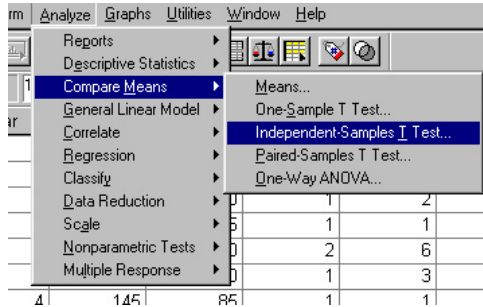 rm Analyze Graphs Utilities Window Help
Reports
Descriptive Statistics
Compare Means
General Linear Model
Correlate
Regression
Classify
Data Reduction
Scale
Nonparametric Tests
Multiple Response
Means...
One-Sample T Test...
Independent-Samples T Test...
Paired-Samples T Test...
One-Way ANOVA...
1 2
1 1
2 6
1 3
4 145 85 1 1